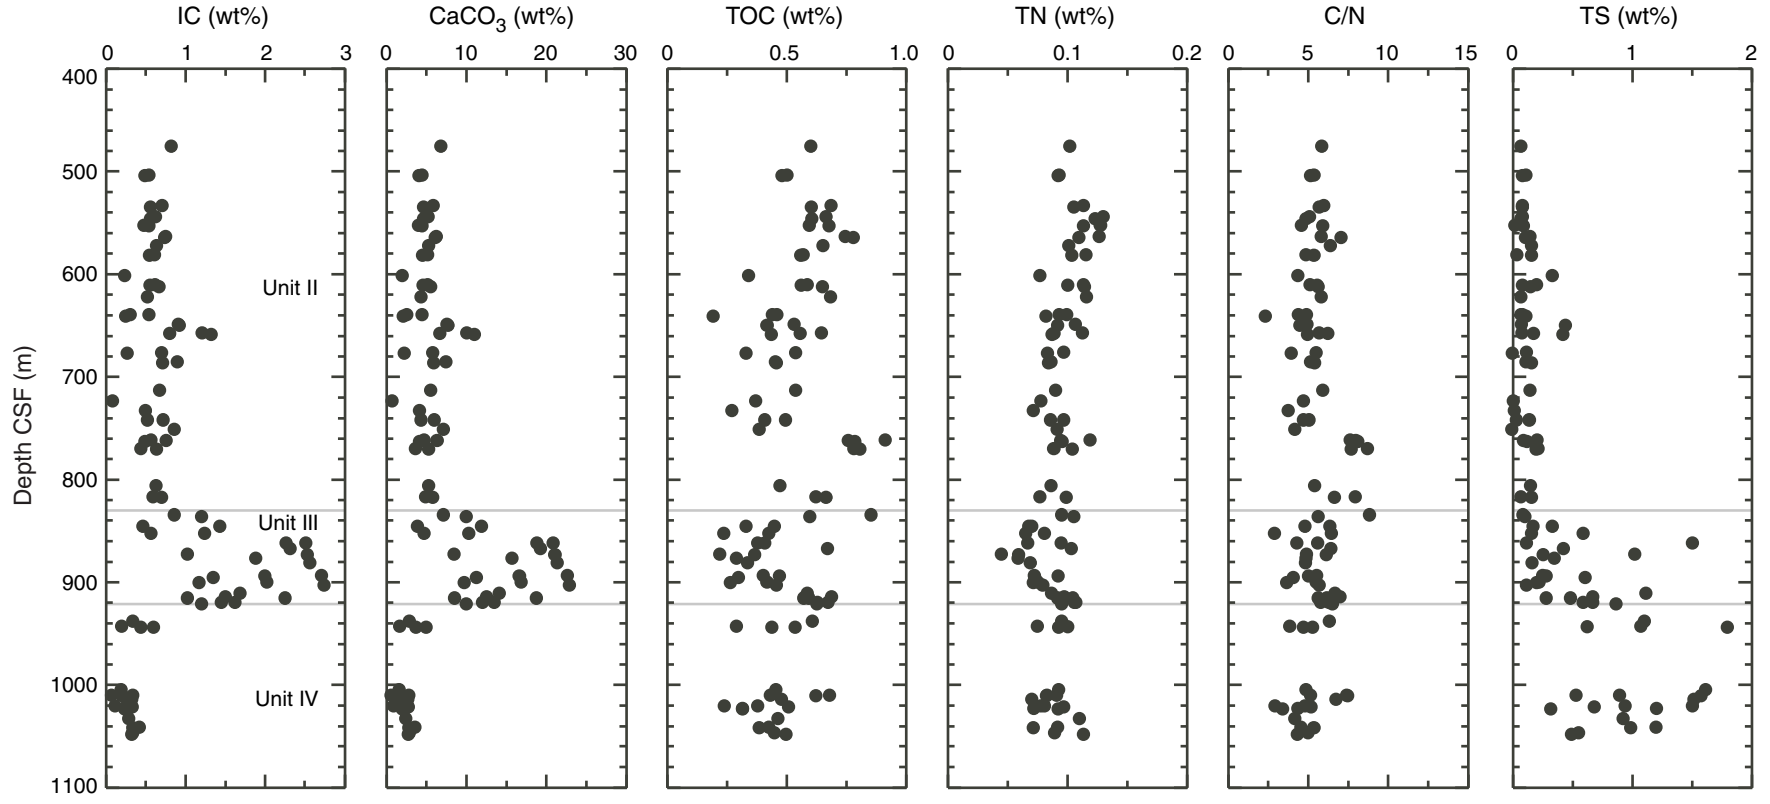 IC (wt%) CaCO3 (wt%) TOC (wt%) TN (wt%) C/N TS (wt%)
0 1 2 3 0 10 20 30 0 0.5 1.0 0 0.1 0.2 0 5 10 15 0 1 2
400
500
600
Unit II
700
800
Unit III
900
1000
Unit IV
1100
Depth CSF (m)